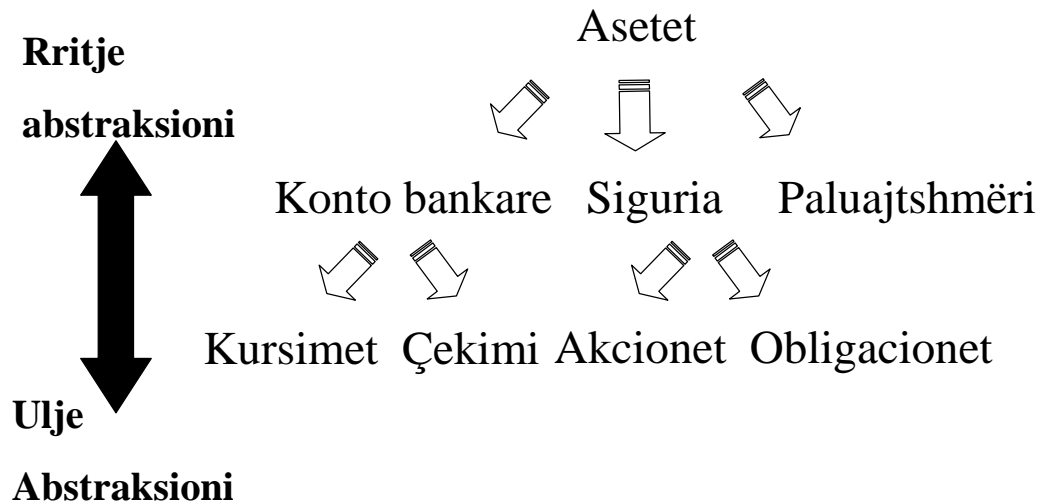 Rritje
abstraksioni
Asetet
Konto bankare Siguria Paluajtshmëri
Kursimet Çekimi Akcionet Obligacionet
Ulje
Abstraksioni